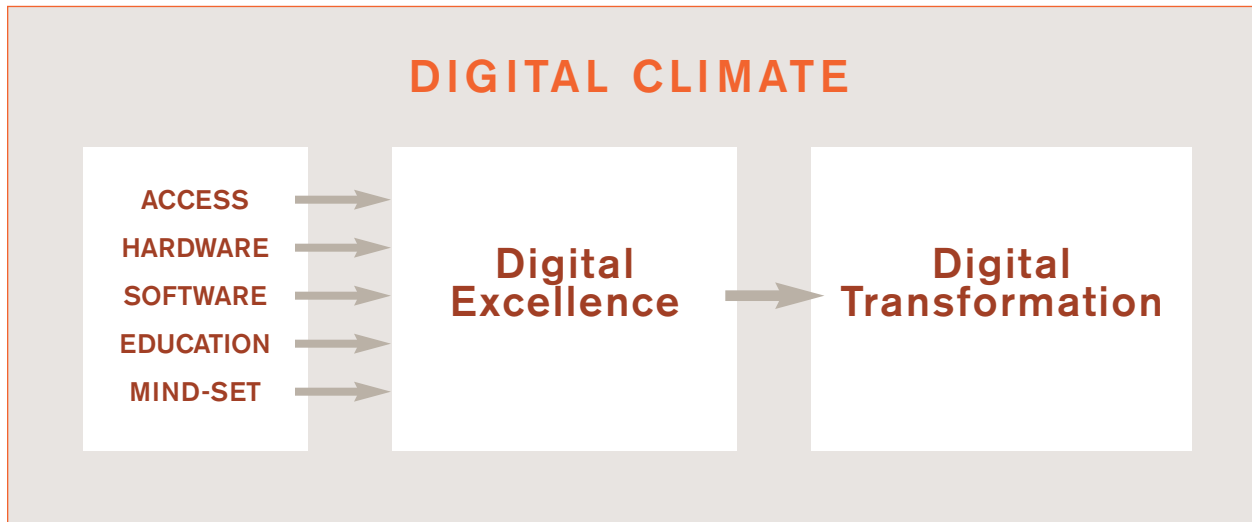 DIGITAL CLIMATE
ACCESS
HARDWARE
SOFTWARE
EDUCATION
MIND-SET
Digital
Excellence
Digital
Transformation